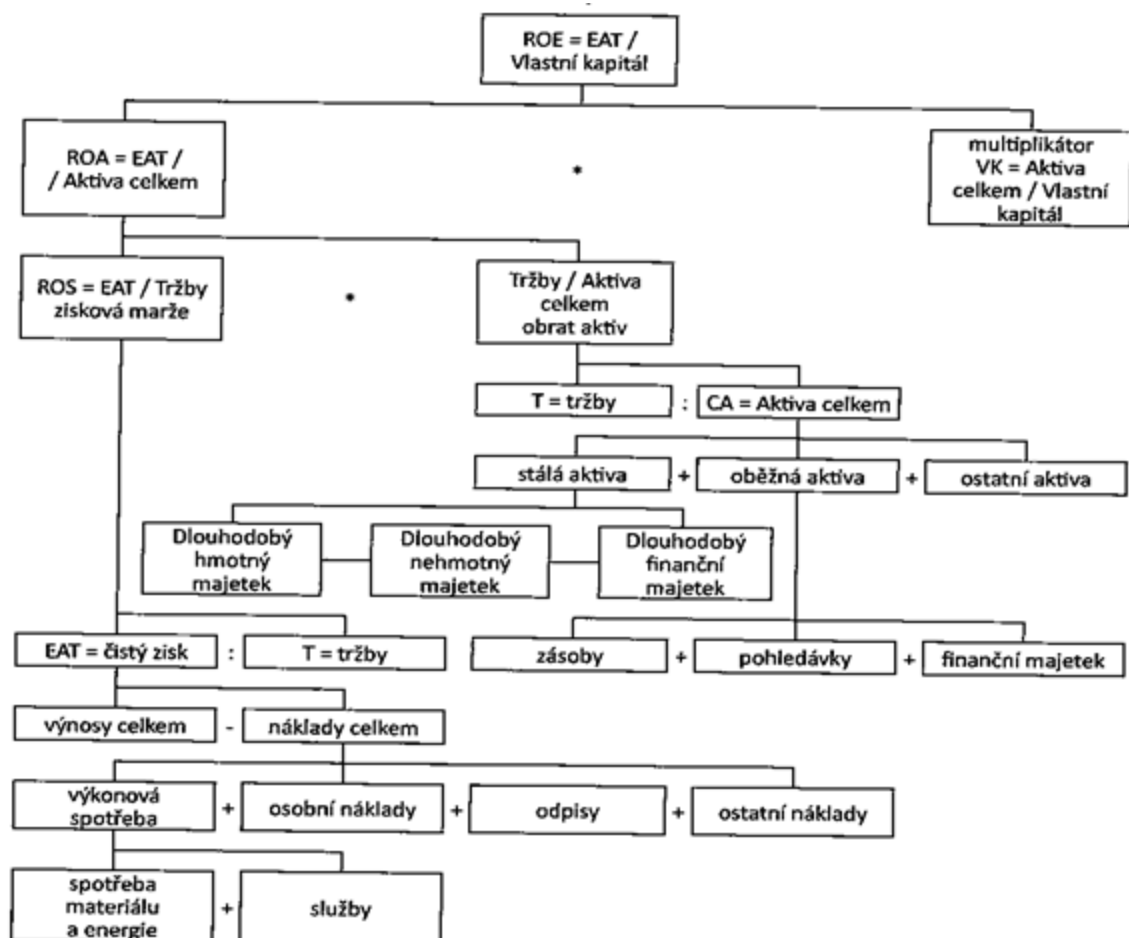 ROE = EAT /
Vlastní kapitál
ROA = EAT /
/ Aktiva celkem
*
multiplikátor
VK = Aktiva
celkem / Vlastní
kapitál
ROS = EAT / Tržby
zisková marže
*
Tržby / Aktiva
celkem
obrat aktiv
T = tržby : CA = Aktiva celkem
stálá aktiva + oběžná aktiva + ostatní aktiva
Dlouhodobý
hmotný
majetek
Dlouhodobý
nehmotný
majetek
Dlouhodobý
finanční
majetek
EAT = čistý zisk : T = tržby
zásoby + pohledávky + finanční majetek
výnosy celkem - náklady celkem
výkonová
spotřeba
+ osobní náklady + odpisy + ostatní náklady
spotřeba
materiálu
a energie
+ služby